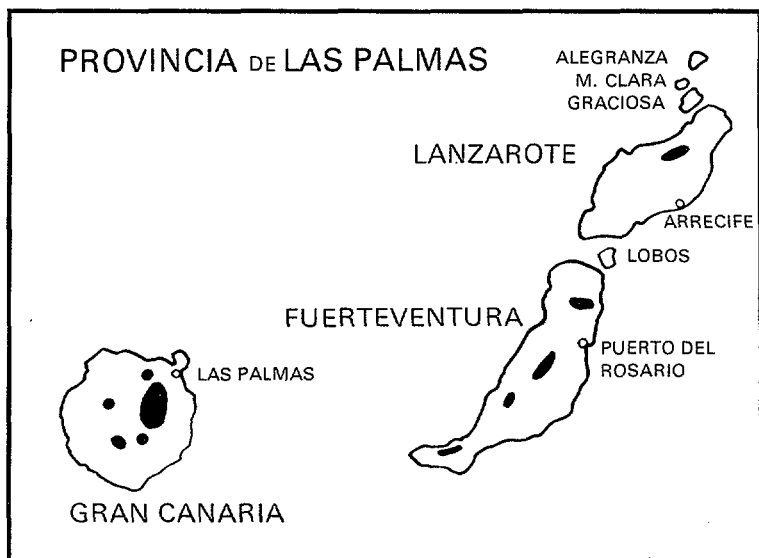 PROVINCIA DE LAS PALMAS
ALEGRANZA
M. CLARA
GRACIOSA
LANZAROTE
ARRECIFE
LOBOS
FUERTEVENTURA
PUERTO DEL
ROSARIO
LAS PALMAS
GRAN CANARIA